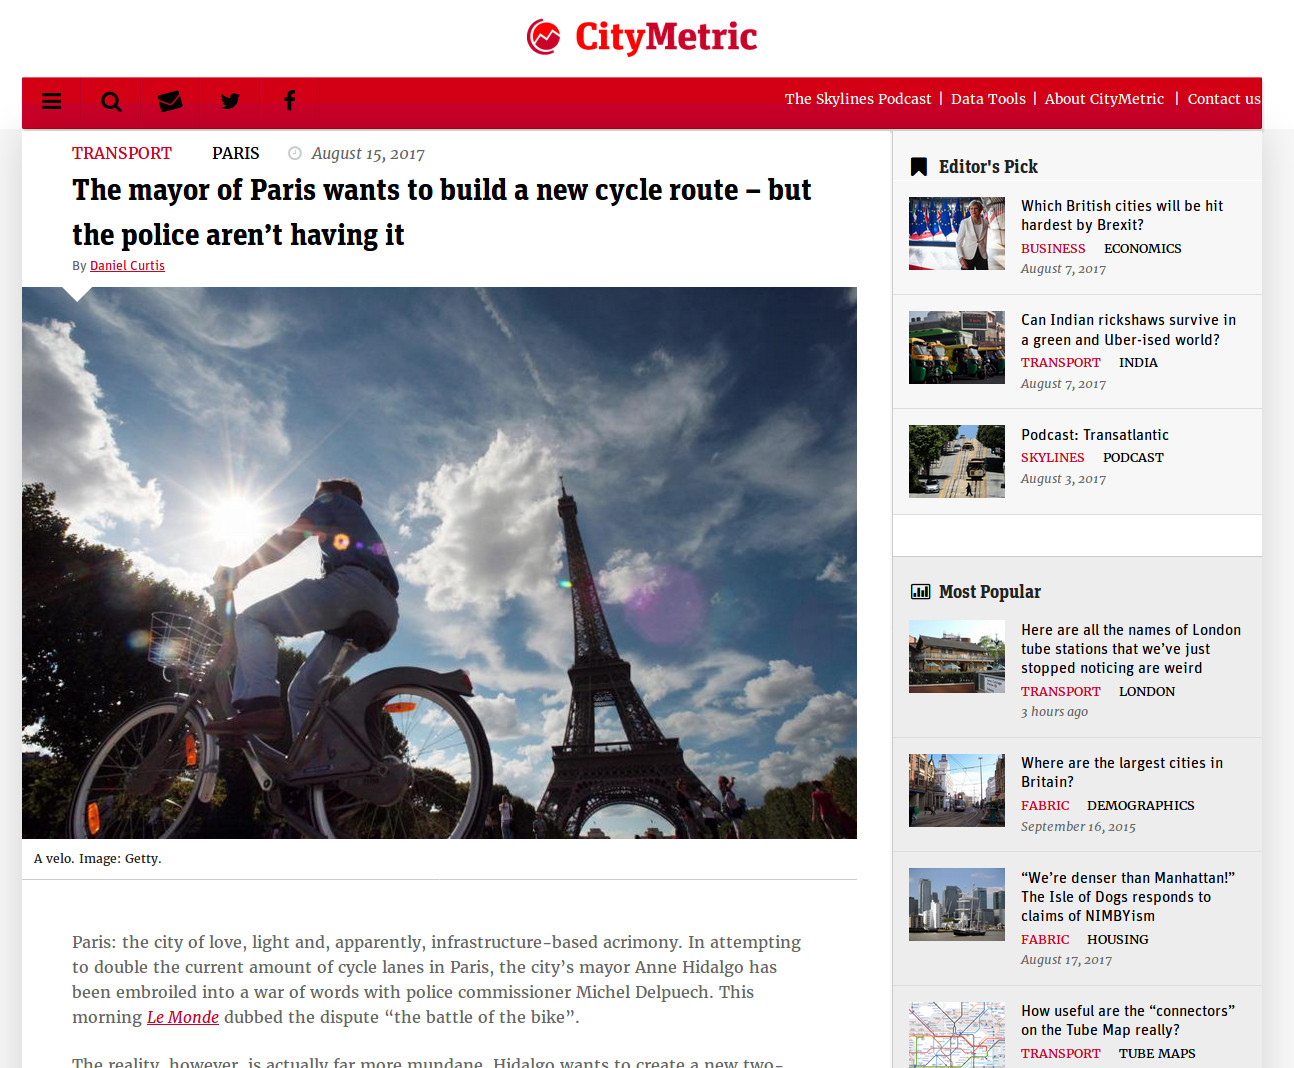 CityMetric
The Skylines Podcast | Data Tools | About CityMetric | Contact us
TRANSPORT PARIS August 15, 2017
The mayor of Paris wants to build a new cycle route – but
the police aren’t having it
By Daniel Curtis
A velo. Image: Getty.
Paris: the city of love, light and, apparently, infrastructure-based acrimony. In attempting
to double the current amount of cycle lanes in Paris, the city’s mayor Anne Hidalgo has
been embroiled into a war of words with police commissioner Michel Delpuech. This
morning Le Monde dubbed the dispute “the battle of the bike”.
The reality, however, is actually far more mundane. Hidalgo wants to create a new two-
Editor's Pick
Which British cities will be hit
hardest by Brexit?
BUSINESS ECONOMICS
August 7, 2017
Can Indian rickshaws survive in
a green and Uber-ised world?
TRANSPORT INDIA
August 7, 2017
Podcast: Transatlantic
SKYLINES PODCAST
August 3, 2017
Most Popular
Here are all the names of London
tube stations that we’ve just
stopped noticing are weird
TRANSPORT LONDON
3 hours ago
Where are the largest cities in
Britain?
FABRIC DEMOGRAPHICS
September 16, 2015
“We’re denser than Manhattan!”
The Isle of Dogs responds to
claims of NIMBYism
FABRIC HOUSING
August 17, 2017
How useful are the “connectors”
on the Tube Map really?
TRANSPORT TUBE MAPS